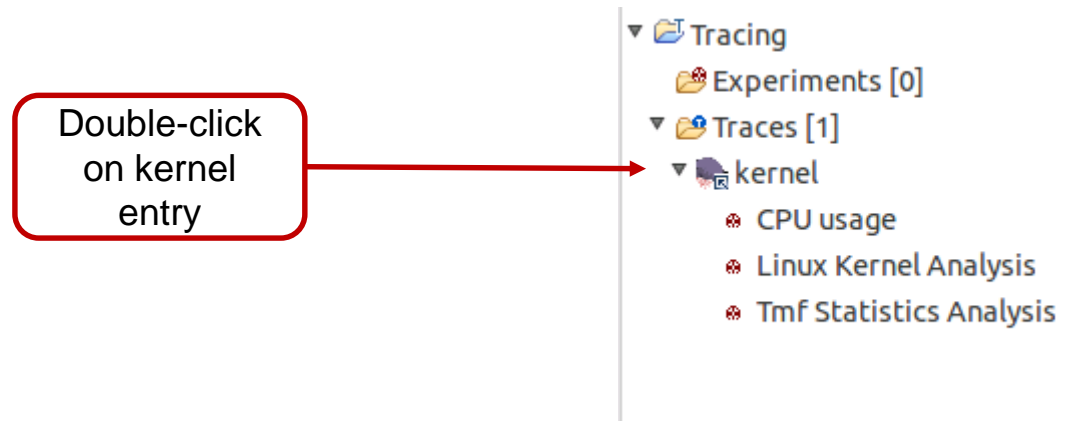 Double-click
on kernel
entry
Tracing
Experiments [0]
Traces [1]
kernel
CPU usage
Linux Kernel Analysis
Tmf Statistics Analysis